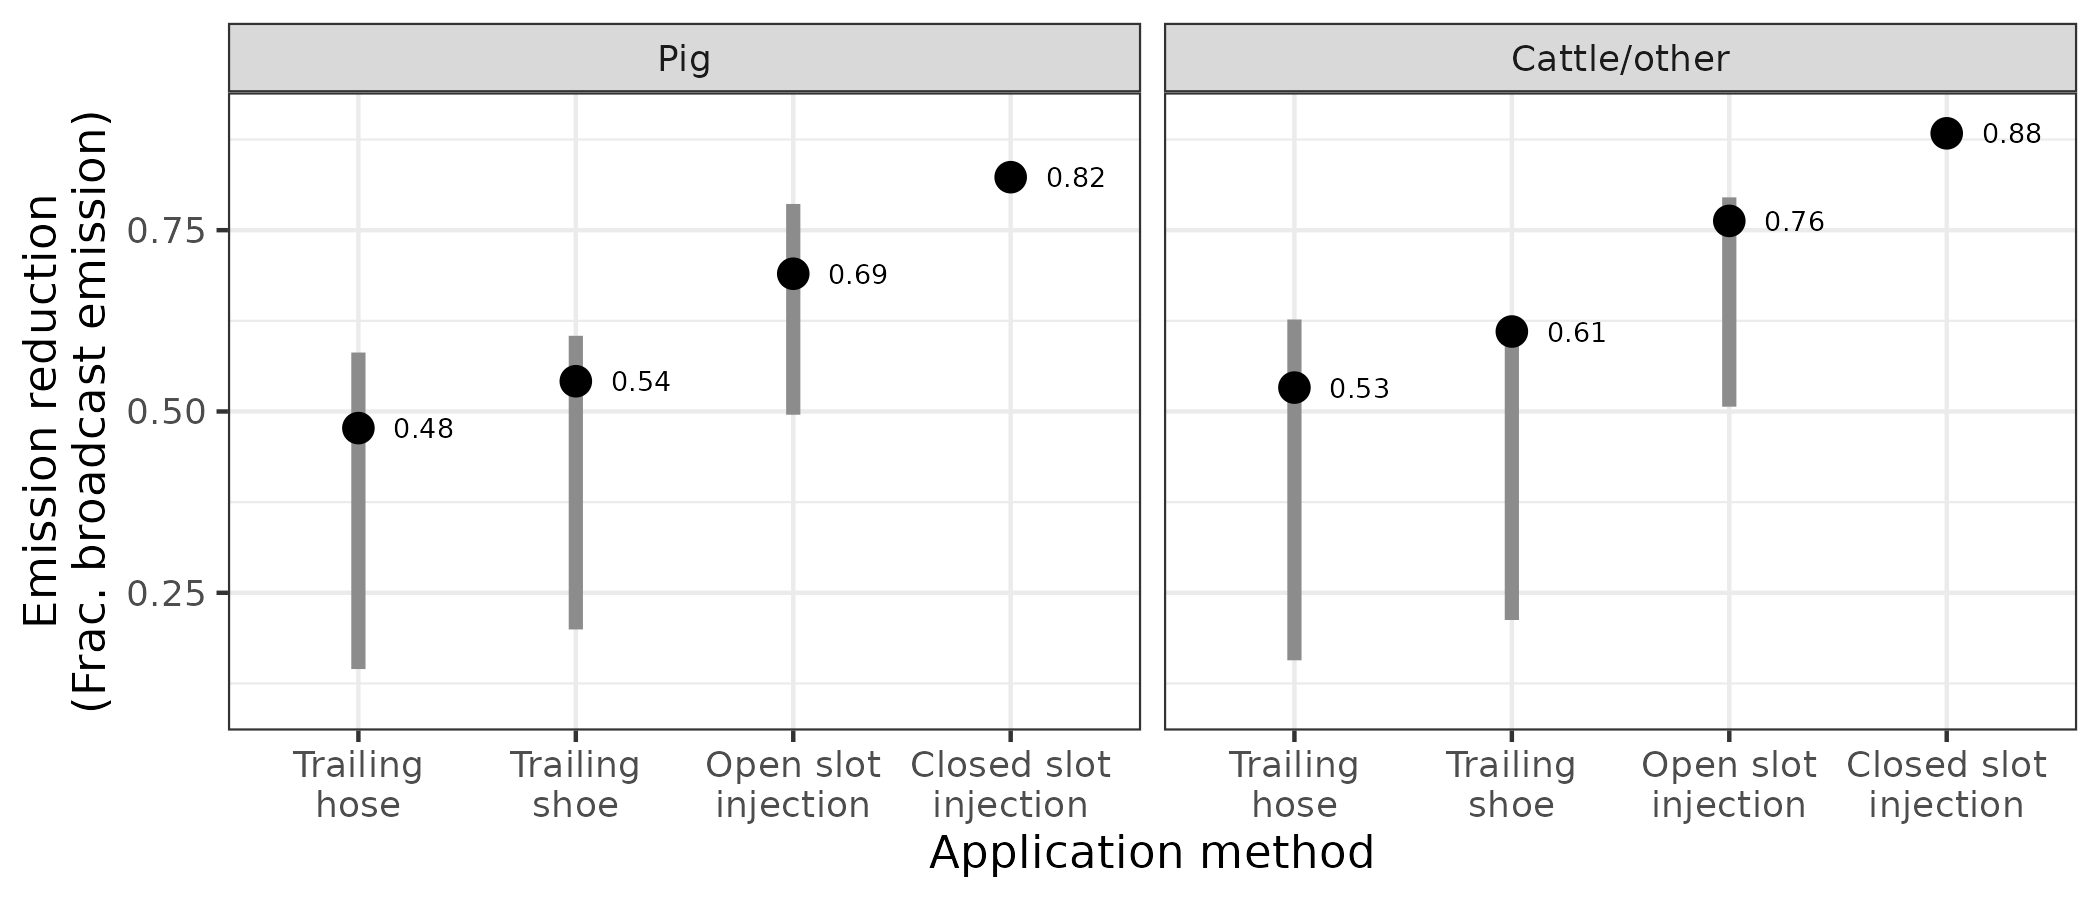 Pig
Cattle/other
Emission reduction
(Frac. broadcast emission)
0.75
0.50
0.25
0.48
0.54
0.69
0.82
0.53
0.61
0.76
0.88
Trailing
hose
Trailing
shoe
Open slot
injection
Closed slot
injection
Trailing
hose
Trailing
shoe
Open slot
injection
Closed slot
injection
Application method